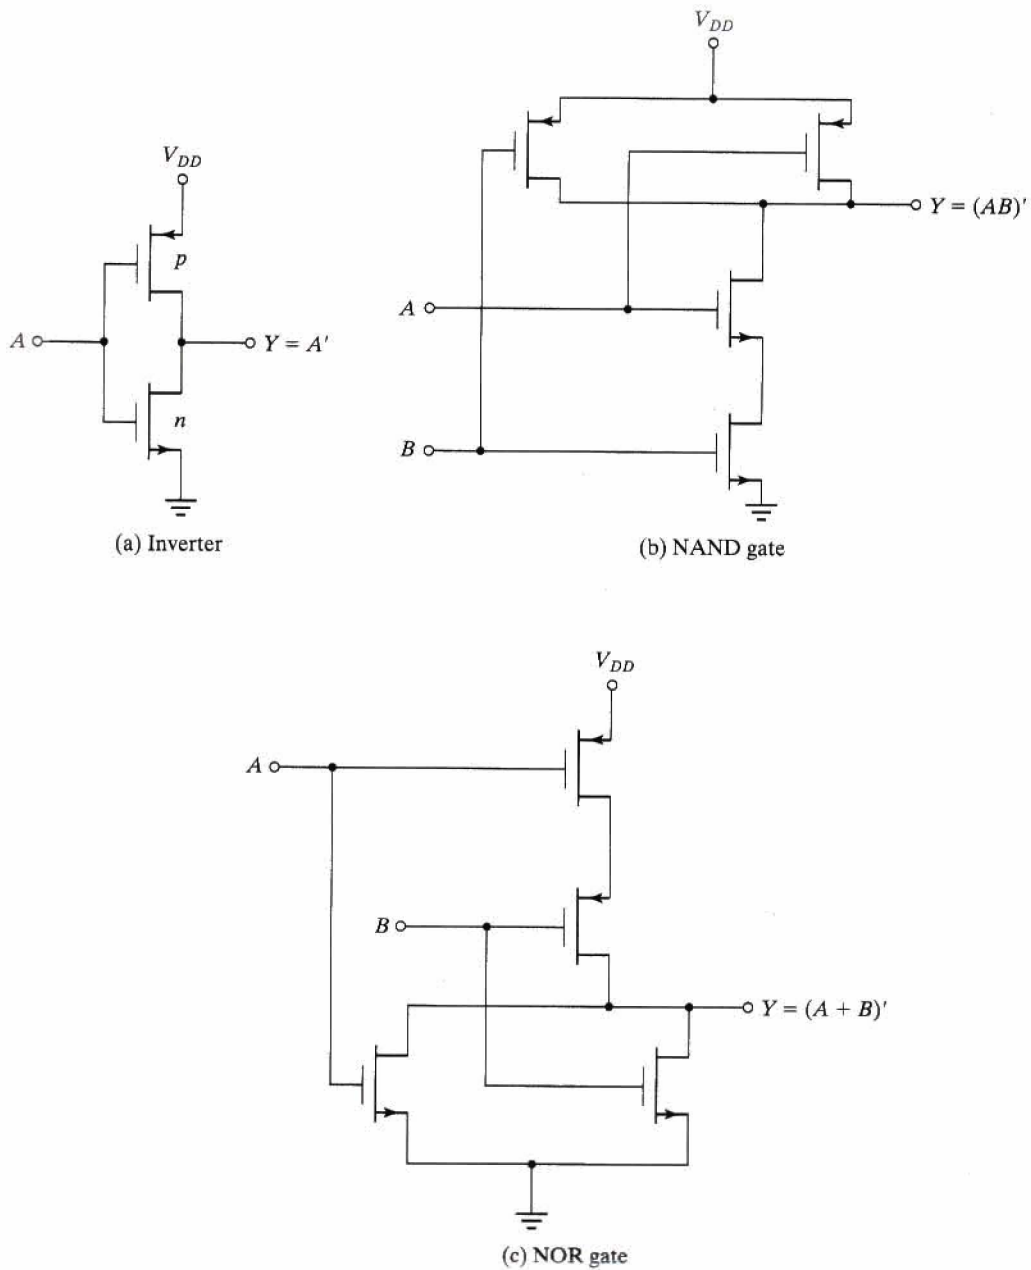 V_DD
V_DD
p
A
Y = A'
n
(a) Inverter
Y = (AB)'
A
B
(b) NAND gate
V_DD
A
B
Y = (A + B)'
(c) NOR gate